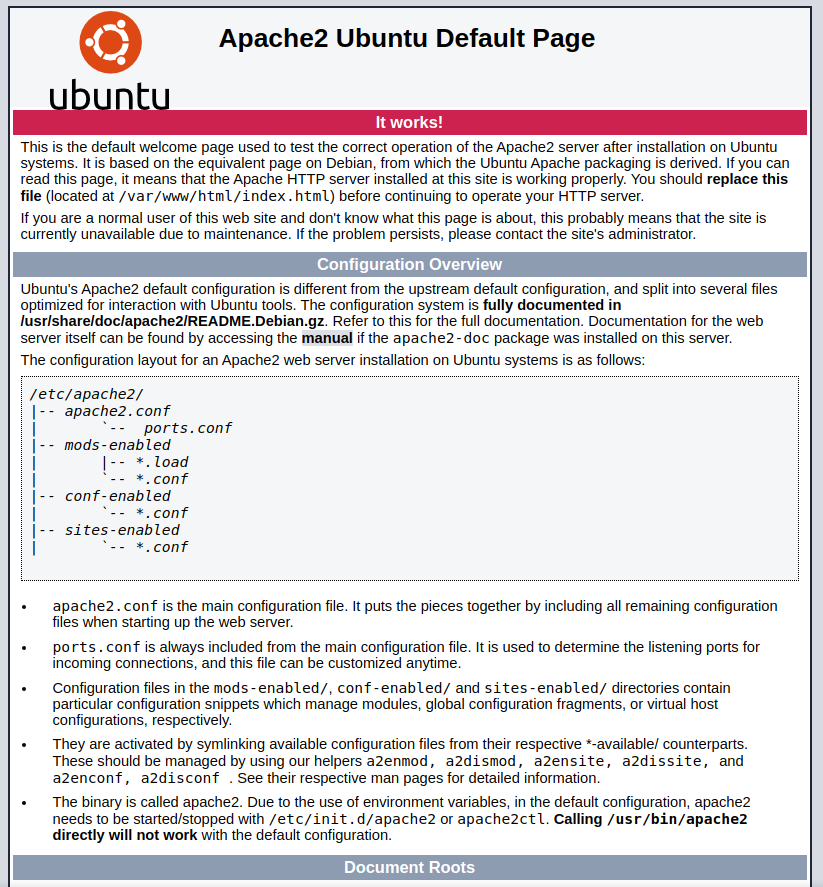 Apache2 Ubuntu Default Page
ubuntu
It works!
This is the default welcome page used to test the correct operation of the Apache2 server after installation on Ubuntu
systems. It is based on the equivalent page on Debian, from which the Ubuntu Apache packaging is derived. If you can
read this page, it means that the Apache HTTP server installed at this site is working properly. You should replace this
file (located at /var/www/html/index.html) before continuing to operate your HTTP server.
If you are a normal user of this web site and don't know what this page is about, this probably means that the site is
currently unavailable due to maintenance. If the problem persists, please contact the site's administrator.
Configuration Overview
Ubuntu's Apache2 default configuration is different from the upstream default configuration, and split into several files
optimized for interaction with Ubuntu tools. The configuration system is fully documented in
/usr/share/doc/apache2/README.Debian.gz. Refer to this for the full documentation. Documentation for the web
server itself can be found by accessing the manual if the apache2-doc package was installed on this server.
The configuration layout for an Apache2 web server installation on Ubuntu systems is as follows:
/etc/apache2/
|-- apache2.conf
|       `--  ports.conf
|-- mods-enabled
|       |-- *.load
|       `-- *.conf
|-- conf-enabled
|       `-- *.conf
|-- sites-enabled
|       `-- *.conf
• apache2.conf is the main configuration file. It puts the pieces together by including all remaining configuration
files when starting up the web server.
• ports.conf is always included from the main configuration file. It is used to determine the listening ports for
incoming connections, and this file can be customized anytime.
• Configuration files in the mods-enabled/, conf-enabled/ and sites-enabled/ directories contain
particular configuration snippets which manage modules, global configuration fragments, or virtual host
configurations, respectively.
• They are activated by symlinking available configuration files from their respective *-available/ counterparts.
These should be managed by using our helpers a2enmod, a2dismod, a2ensite, a2dissite, and
a2enconf, a2disconf . See their respective man pages for detailed information.
• The binary is called apache2. Due to the use of environment variables, in the default configuration, apache2
needs to be started/stopped with /etc/init.d/apache2 or apache2ctl. Calling /usr/bin/apache2
directly will not work with the default configuration.
Document Roots